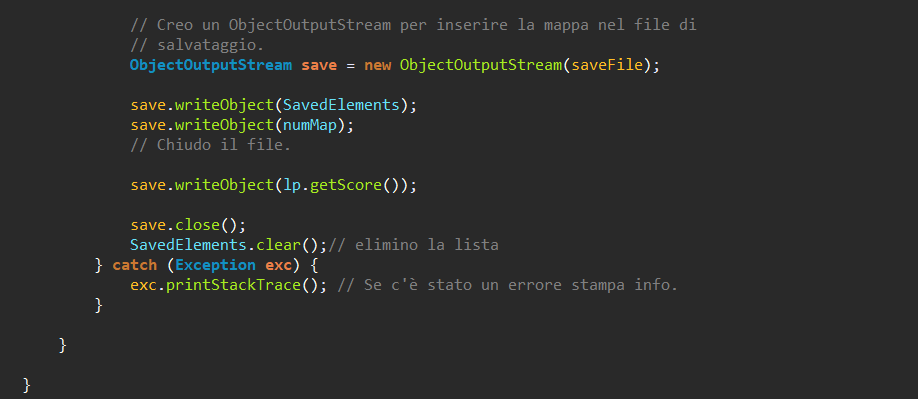 // Creo un ObjectOutputStream per inserire la mappa nel file di
// salvataggio.
ObjectOutputStream save = new ObjectOutputStream(saveFile);
save.writeObject(SavedElements);
save.writeObject(numMap);
// Chiudo il file.
save.writeObject(lp.getScore());
save.close();
SavedElements.clear();// elimino la lista
} catch (Exception exc) {
exc.printStackTrace(); // Se c'è stato un errore stampa info.
}
}
}